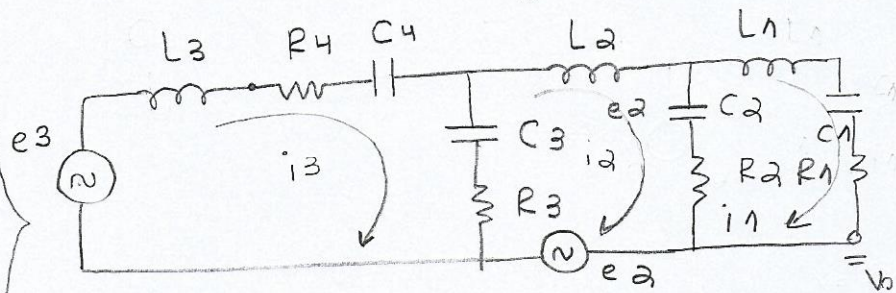 L3 R4 C4 L2 L1
e3 i3 C3 i2 e2 C2 C1
R3 R2 R1
i1
e2 Vo